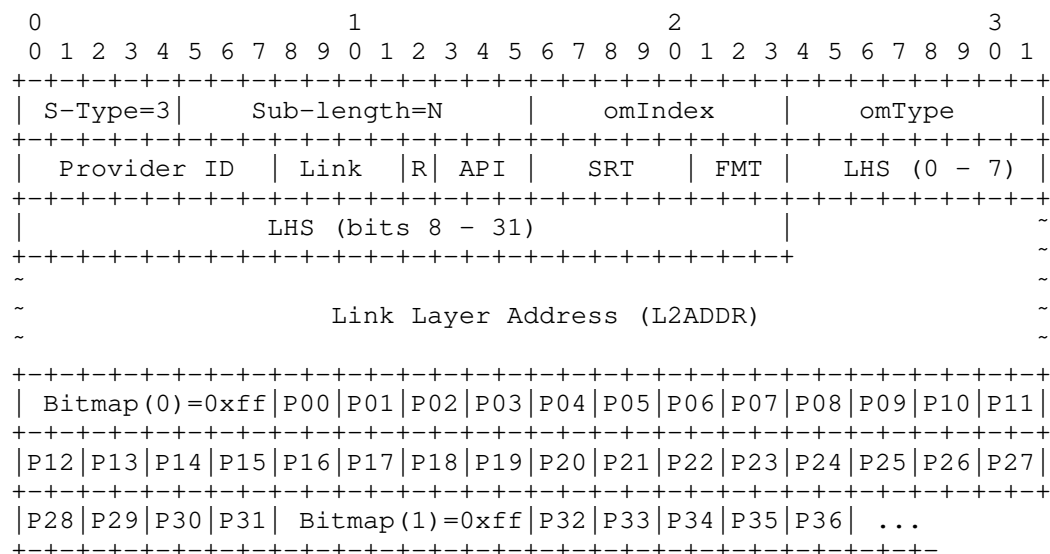 0                   1                   2                   3
 0 1 2 3 4 5 6 7 8 9 0 1 2 3 4 5 6 7 8 9 0 1 2 3 4 5 6 7 8 9 0 1
+-+-+-+-+-+-+-+-+-+-+-+-+-+-+-+-+-+-+-+-+-+-+-+-+-+-+-+-+-+-+-+-+
| S-Type=3|    Sub-length=N     |    omIndex    |    omType     |
+-+-+-+-+-+-+-+-+-+-+-+-+-+-+-+-+-+-+-+-+-+-+-+-+-+-+-+-+-+-+-+-+
|  Provider ID  | Link  |R| API |   SRT   | FMT |   LHS (0 - 7) |
+-+-+-+-+-+-+-+-+-+-+-+-+-+-+-+-+-+-+-+-+-+-+-+-+-+-+-+-+-+-+-+-+
|               LHS (bits 8 - 31)               |               ~
+-+-+-+-+-+-+-+-+-+-+-+-+-+-+-+-+-+-+-+-+-+-+-+-+               ~
~                                                               ~
~                   Link Layer Address (L2ADDR)                 ~
~                                                               ~
+-+-+-+-+-+-+-+-+-+-+-+-+-+-+-+-+-+-+-+-+-+-+-+-+-+-+-+-+-+-+-+-+
| Bitmap(0)=0xff|P00|P01|P02|P03|P04|P05|P06|P07|P08|P09|P10|P11|
+-+-+-+-+-+-+-+-+-+-+-+-+-+-+-+-+-+-+-+-+-+-+-+-+-+-+-+-+-+-+-+-+
|P12|P13|P14|P15|P16|P17|P18|P19|P20|P21|P22|P23|P24|P25|P26|P27|
+-+-+-+-+-+-+-+-+-+-+-+-+-+-+-+-+-+-+-+-+-+-+-+-+-+-+-+-+-+-+-+-+
|P28|P29|P30|P31| Bitmap(1)=0xff|P32|P33|P34|P35|P36| ...
+-+-+-+-+-+-+-+-+-+-+-+-+-+-+-+-+-+-+-+-+-+-+-+-+-+-+-+-+-